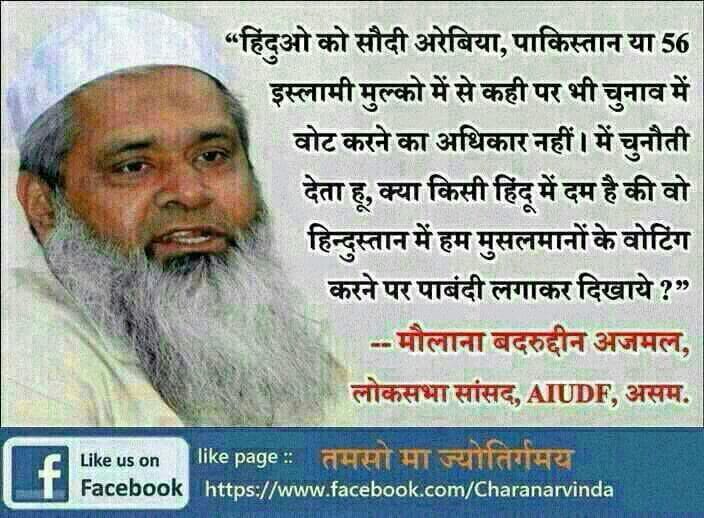 “हिंदुओ को सौदी अरेबिया, पाकिस्तान या 56
इस्लामी मुल्को में से कही पर भी चुनाव में
वोट करने का अधिकार नहीं। में चुनौती
देता हू, क्या किसी हिंदू में दम है की वो
हिन्दुस्तान में हम मुसलमानों के वोटिंग
करने पर पाबंदी लगाकर दिखाये ?”
-- मौलाना बदरुद्दीन अजमल,
लोकसभा सांसद, AIUDF, असम.
f
Like us on
Facebook
like page :: तमसो मा ज्योतिर्गमय
https://www.facebook.com/Charanarvinda